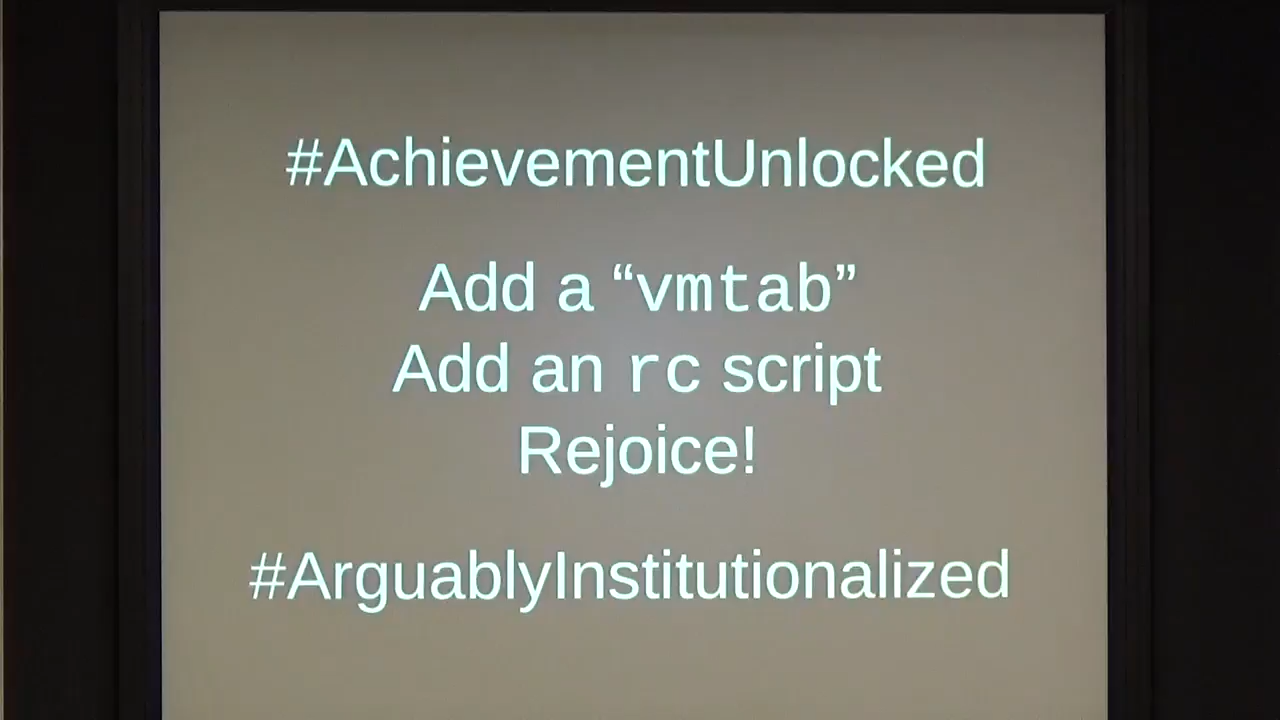 #AchievementUnlocked
Add a “vmtab”
Add an rc script
Rejoice!
#ArguablyInstitutionalized